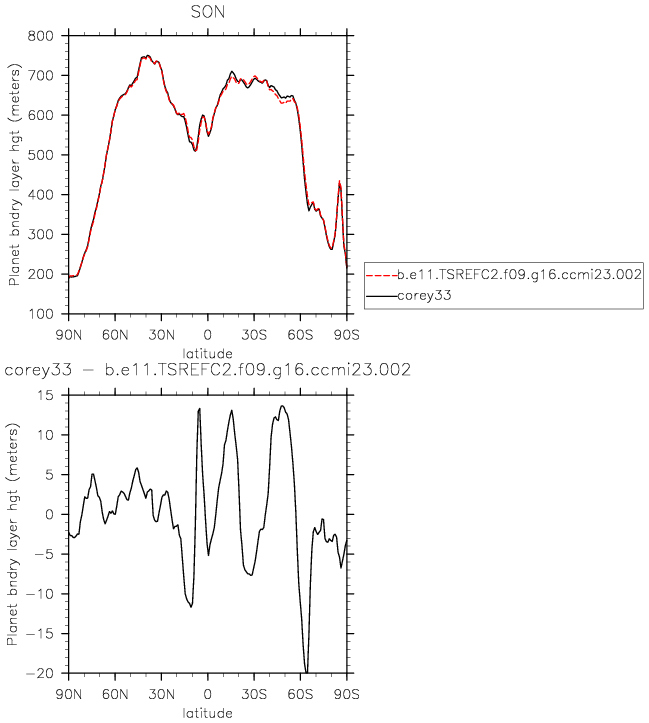 SON
800
700
600
500
400
300
200
100
Planet bndry layer hgt (meters)
90N 60N 30N 0 30S 60S 90S
latitude
b.e11.TSREFC2.f09.g16.ccmi23.002
corey33
corey33 − b.e11.TSREFC2.f09.g16.ccmi23.002
15
10
5
0
−5
−10
−15
−20
Planet bndry layer hgt (meters)
90N 60N 30N 0 30S 60S 90S
latitude